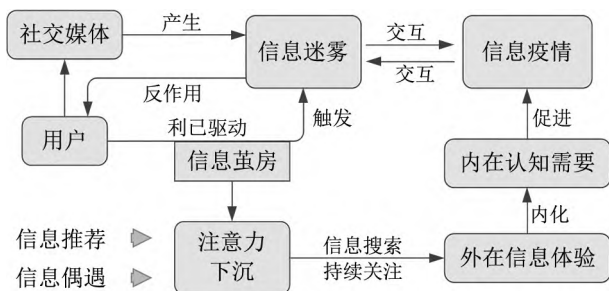 社交媒体
产生
信息迷雾
交互
交互
信息疫情
反作用
用户
利已驱动
触发
信息茧房
促进
内在认知需要
内化
信息推荐
信息偶遇
注意力
下沉
信息搜索
持续关注
外在信息体验